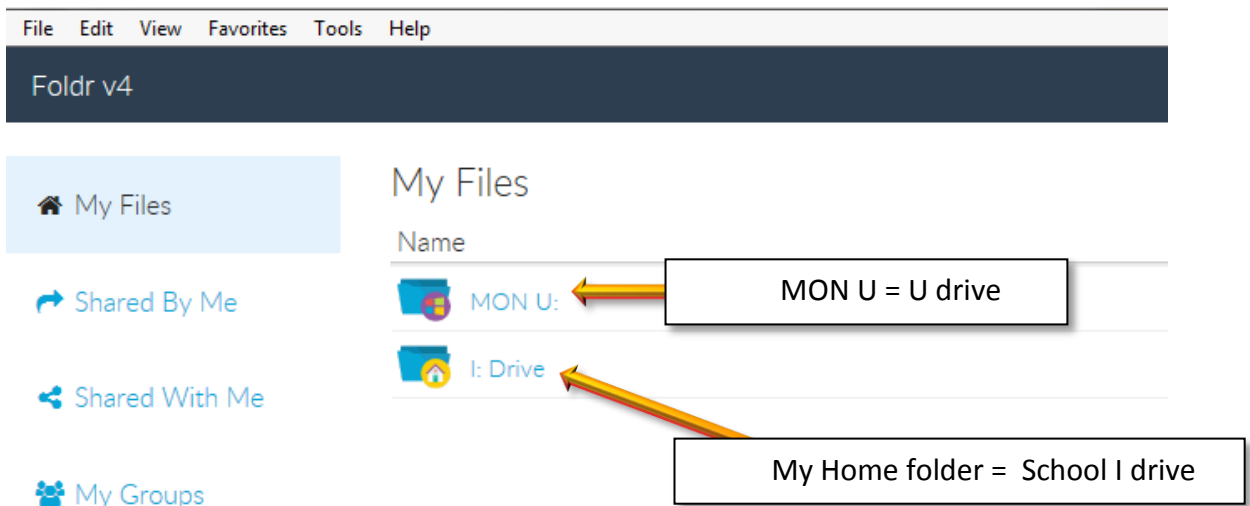 File Edit View Favorites Tools Help
Foldr v4
My Files
Shared By Me
Shared With Me
My Groups
My Files
Name
MON U:
MON U = U drive
I: Drive
My Home folder = School I drive